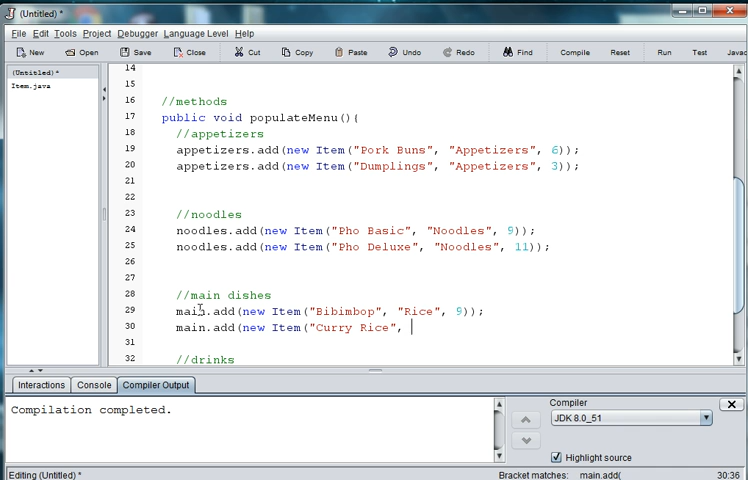 (Untitled) *
File Edit Tools Project Debugger Language Level Help
New Open Save Close Cut Copy Paste Undo Redo Find Compile Reset Run Test Javac
(Untitled) *
Item.java
14
15
16 //methods
17 public void populateMenu(){
18 //appetizers
19 appetizers.add(new Item("Pork Buns", "Appetizers", 6));
20 appetizers.add(new Item("Dumplings", "Appetizers", 3));
21
22
23 //noodles
24 noodles.add(new Item("Pho Basic", "Noodles", 9));
25 noodles.add(new Item("Pho Deluxe", "Noodles", 11));
26
27
28 //main dishes
29 main.add(new Item("Bibimbop", "Rice", 9));
30 main.add(new Item("Curry Rice",
31
32 //drinks
Interactions Console Compiler Output
Compilation completed.
Compiler
JDK 8.0_51
Highlight source
Editing (Untitled) * Bracket matches: main.add( 30:36